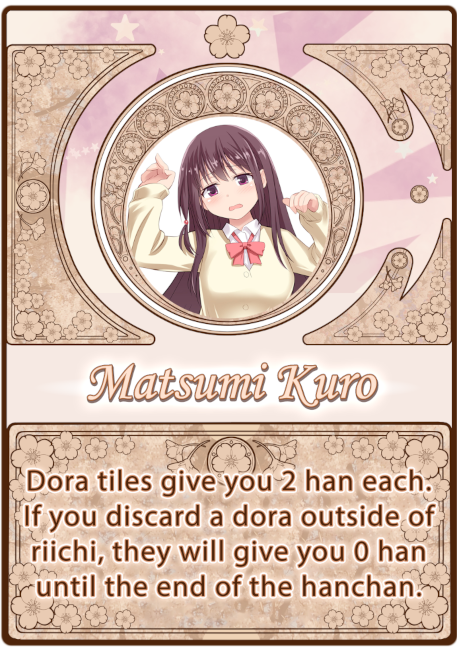 Matsumi Kuro
Dora tiles give you 2 han each.
If you discard a dora outside of
riichi, they will give you 0 han
until the end of the hanchan.